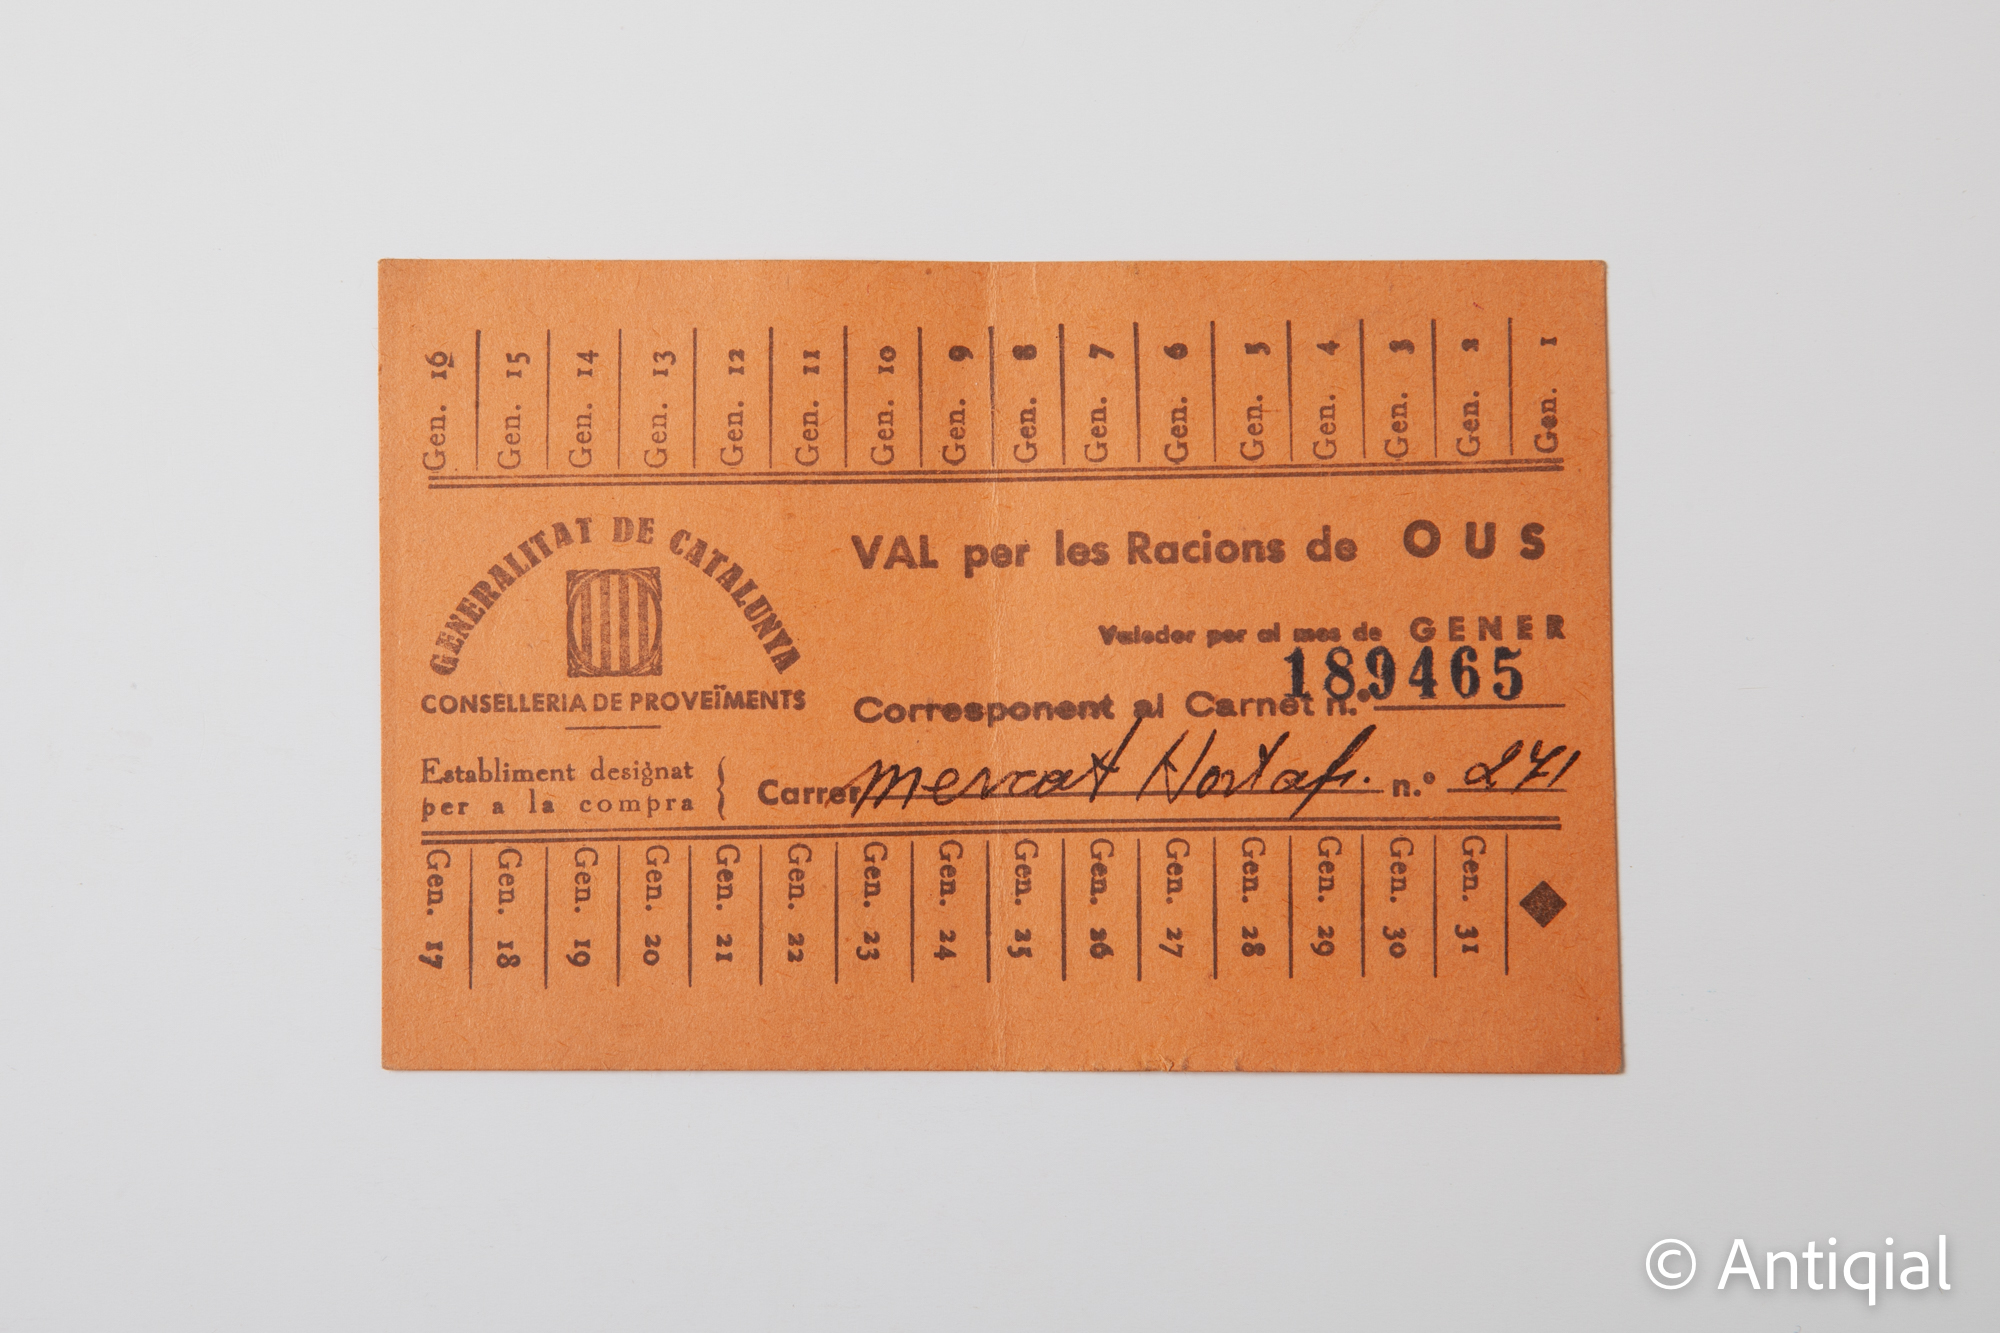 Gen. 16
Gen. 15
Gen. 14
Gen. 13
Gen. 12
Gen. 11
Gen. 10
Gen. 9
Gen. 8
Gen. 7
Gen. 6
Gen. 5
Gen. 4
Gen. 3
Gen. 2
Gen. 1
GENERALITAT DE CATALUNYA
CONSELLERIA DE PROVEÏMENTS
VAL per les Racions de OUS
Valedor per al mes de GENER
189465
Corresponent al Carnet n.º
Establiment designat
per a la compra
Carrer mercat n.º 271
Gen. 17
Gen. 18
Gen. 19
Gen. 20
Gen. 21
Gen. 22
Gen. 23
Gen. 24
Gen. 25
Gen. 26
Gen. 27
Gen. 28
Gen. 29
Gen. 30
Gen. 31
© Antiqial